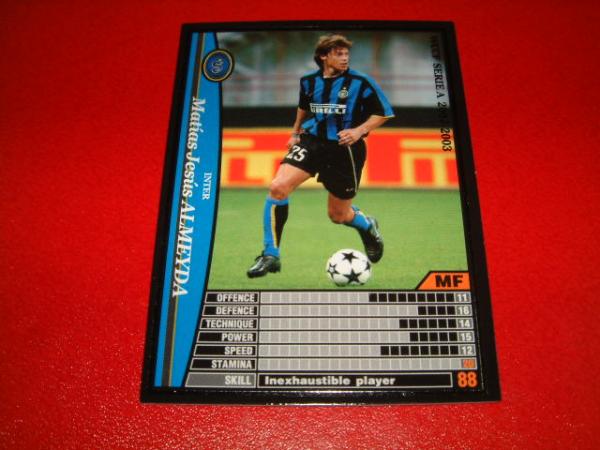 WCCF SERIE A 2002-2003
PIRELLI
25
INTER
Matías Jesús ALMEYDA
MF
OFFENCE 11
DEFENCE 16
TECHNIQUE 14
POWER 15
SPEED 12
STAMINA 20
SKILL Inexhaustible player 88